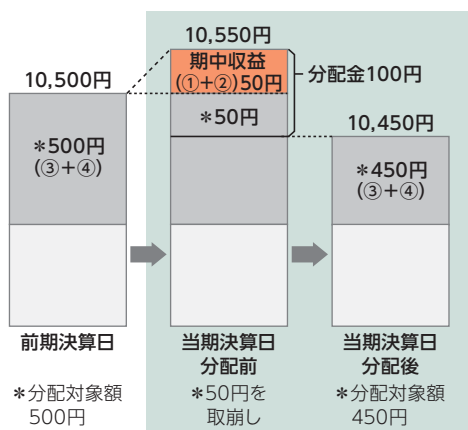 10,550円
期中収益
(①+②)50円
分配金100円
10,500円
＊50円
10,450円
＊500円
(③+④)
＊450円
(③+④)
前期決算日
当期決算日
分配前
当期決算日
分配後
＊分配対象額
500円
＊50円を
取崩し
＊分配対象額
450円